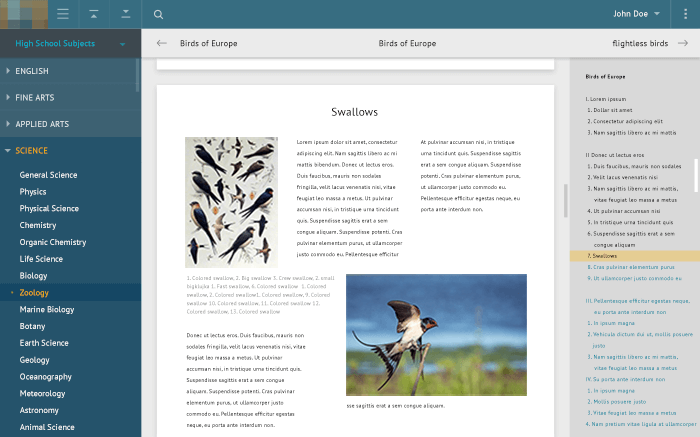 John Doe
High School Subjects
Birds of Europe
Birds of Europe
flightless birds
ENGLISH
FINE ARTS
APPLIED ARTS
SCIENCE
General Science
Physics
Physical Science
Chemistry
Organic Chemistry
Life Science
Biology
Zoology
Marine Biology
Botany
Earth Science
Geology
Oceanography
Meteorology
Astronomy
Animal Science
Swallows
Lorem ipsum dolor sit amet, consectetur
adipiscing elit. Nam sagittis libero ac mi
mattis bibendum. Donec ut lectus eros.
Duis faucibus, mauris non sodales
fringilla, velit lacus venenatis nisi, vitae
feugiat leo massa a metus. Ut pulvinar
accumsan nisi, in tristique urna tincidunt
quis. Suspendisse sagittis erat a sem
congue aliquam. Suspendisse potenti. Cras
pulvinar elementum purus, et ullamcorper
justo commodo eu. Pellentesque efficitur
At pulvinar accumsan nisi, in tristique
urna tincidunt quis. Suspendisse sagittis
erat a sem congue aliquam. Suspendisse
potenti. Cras pulvinar elementum purus,
ut ullamcorper justo commodo eu.
Pellentesque efficitur egestas neque, eu
porta ante interdum non.
1. Colored swallow, 2. Big swallow 3. Crew swallow, 2. small
1. Fast swallow, 6. Colored swallow 1. Colored
swallow, 2. Colored swallow1. Colored swallow, 9. Colored
swallow 10. Colored swallow, 11. Colored swallow 12.
Colored swallow, 13. Colored swallow
Donec ut lectus eros. Duis faucibus, mauris non
sodales fringilla, velit lacus venenatis nisi, vitae
feugiat leo massa a metus. Ut pulvinar
accumsan nisi, in tristique urna tincidunt quis.
Suspendisse sagittis erat a sem congue aliquam.
Suspendisse potenti. Cras pulvinar
elementum purus, ut ullamcorper justo
commodo eu. Pellentesque efficitur egestas
neque, eu porta ante interdum non.
sse sagittis erat a sem congue aliquam.
Birds of Europe
I. Lorem ipsum
1. Dollar sit amet
2. Consectetur adipiscing elit
3. Nam sagittis libero ac mi mattis
II Donec ut lectus eros
1. Duis faucibus, mauris non sodales
2. Velit lacus venenatis nisi
3. Nam sagittis libero ac mi mattis,
vitae feugiat leo massa a metus
4. Ut pulvinar accumsan nisi
5. In tristique urna tincidunt quis
6. Suspendisse sagittis erat a sem
congue aliquam
7. Swallows
8. Cras pulvinar elementum purus
9. Ut ullamcorper justo commodo eu
III. Pellentesque efficitur egestas neque,
eu porta ante interdum non
1. In ipsum magna
2. Vehicula dictum dui ut, mollis posuere
justo
3. Nam sagittis libero ac mi mattis
vitae feugiat leo massa a metus
IV. Eu porta ante interdum non
1. In ipsum magna
2. Mollis posuere justo
3. Vitae feugiat leo massa a metus
4. Nam pretium vitae ligula at ullamcorper